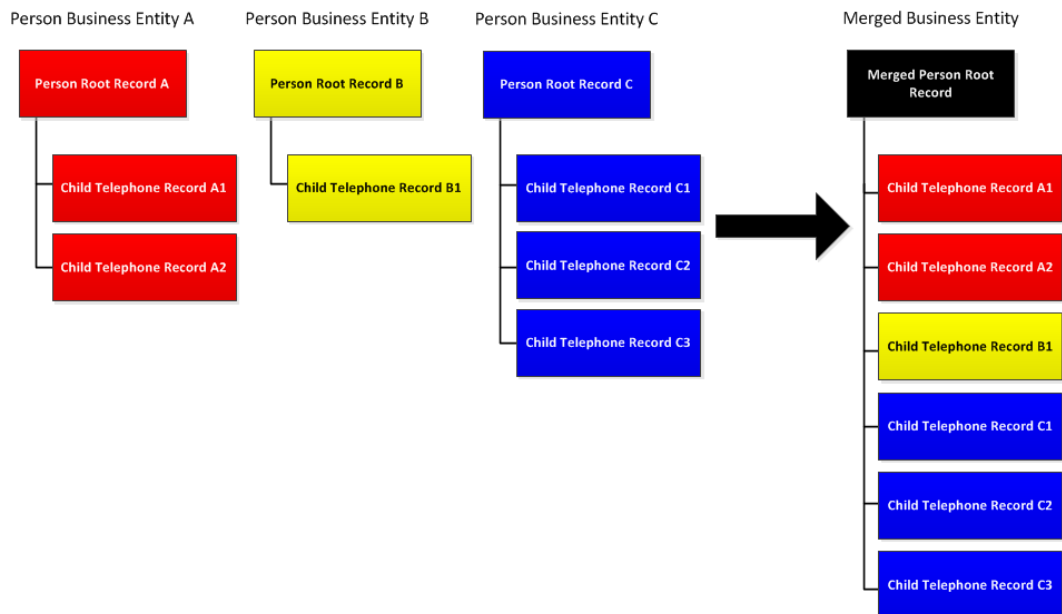 Person Business Entity A
Person Business Entity B
Person Business Entity C
Merged Business Entity
Person Root Record A
Person Root Record B
Person Root Record C
Merged Person Root
Record
Child Telephone Record A1
Child Telephone Record B1
Child Telephone Record C1
Child Telephone Record A1
Child Telephone Record A2
Child Telephone Record C2
Child Telephone Record A2
Child Telephone Record C3
Child Telephone Record B1
Child Telephone Record C1
Child Telephone Record C2
Child Telephone Record C3